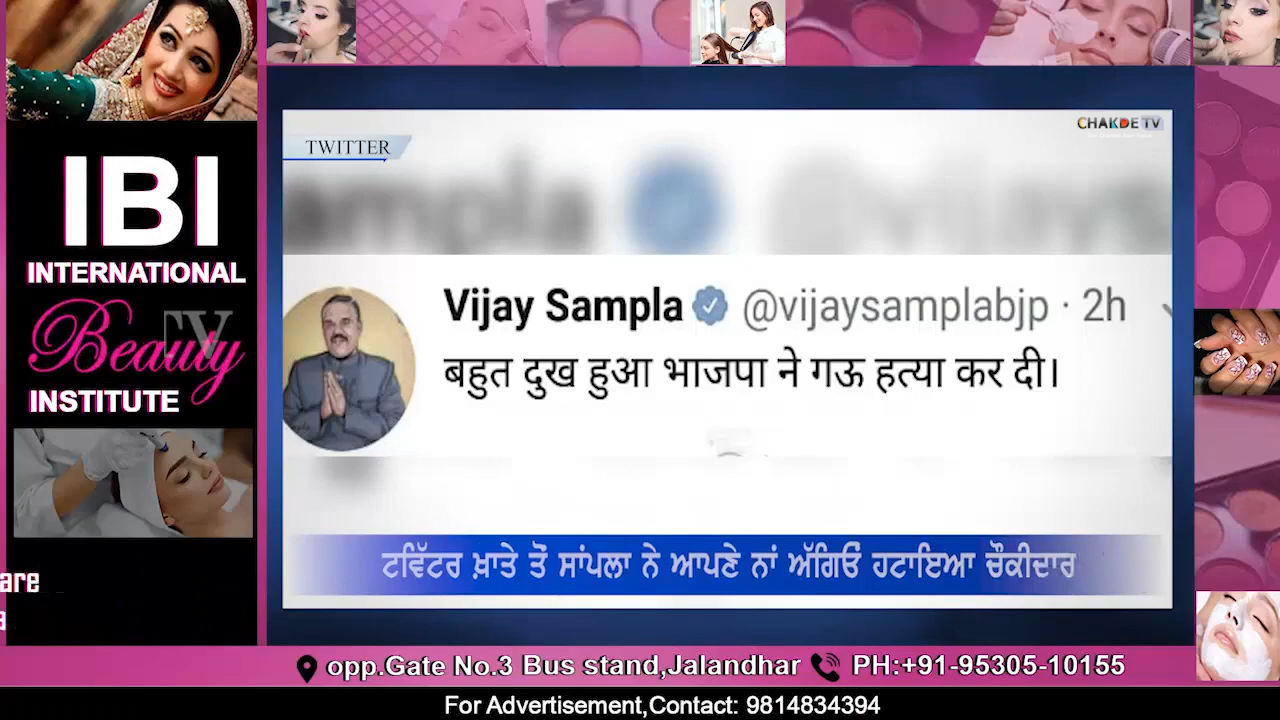 IBI
INTERNATIONAL
Beauty
INSTITUTE
TWITTER
CHAKDE TV
Vijay Sampla @vijaysamplabjp · 2h
बहुत दुख हुआ भाजपा ने गऊ हत्या कर दी।
ਟਵਿੱਟਰ ਖ਼ਾਤੇ ਤੋਂ ਸਾਂਪਲਾ ਨੇ ਆਪਣੇ ਨਾਂ ਅੱਗਿਓਂ ਹਟਾਇਆ ਚੌਕੀਦਾਰ
are
opp.Gate No.3 Bus stand,Jalandhar PH:+91-95305-10155
For Advertisement,Contact: 9814834394